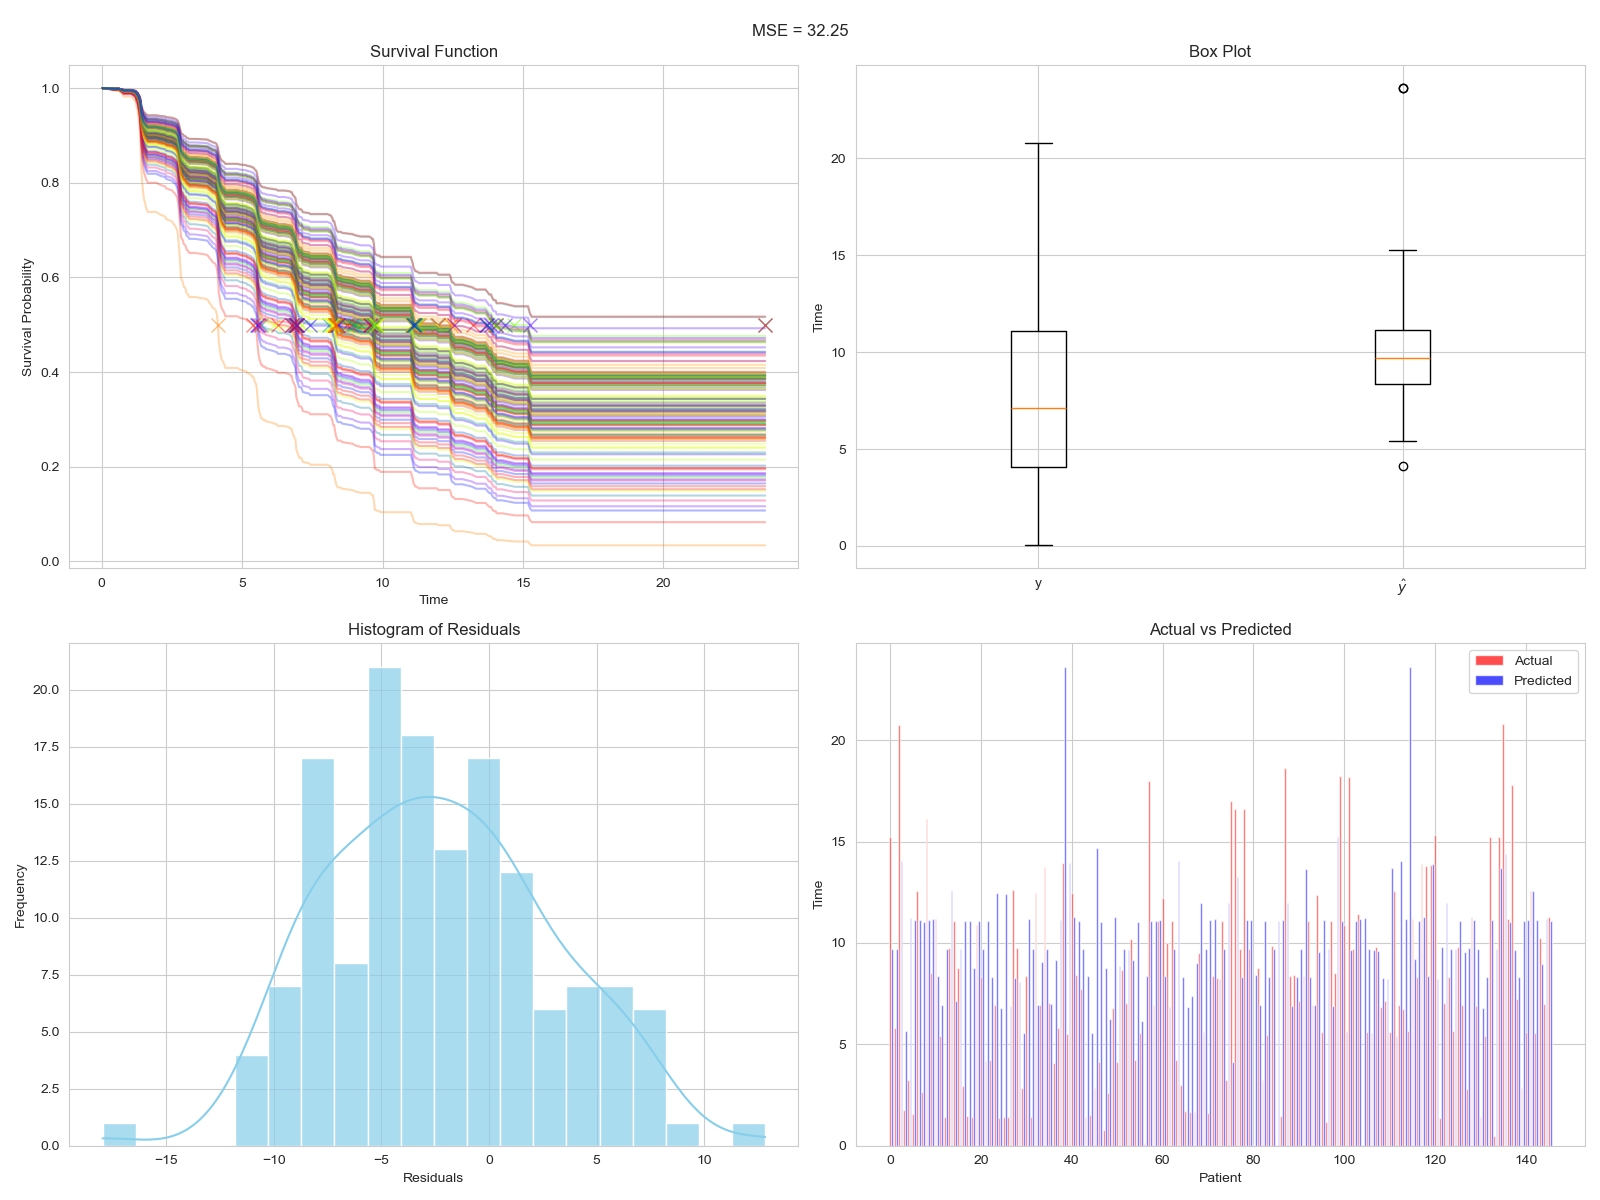 MSE = 32.25
Survival Function
Survival Probability
1.0
0.8
0.6
0.4
0.2
0.0
0 5 10 15 20
Time
Box Plot
Time
20
15
10
5
0
y ŷ
Histogram of Residuals
Frequency
20.0
17.5
15.0
12.5
10.0
7.5
5.0
2.5
0.0
−15 −10 −5 0 5 10
Residuals
Actual vs Predicted
Actual
Predicted
Time
20
15
10
5
0
0 20 40 60 80 100 120 140
Patient